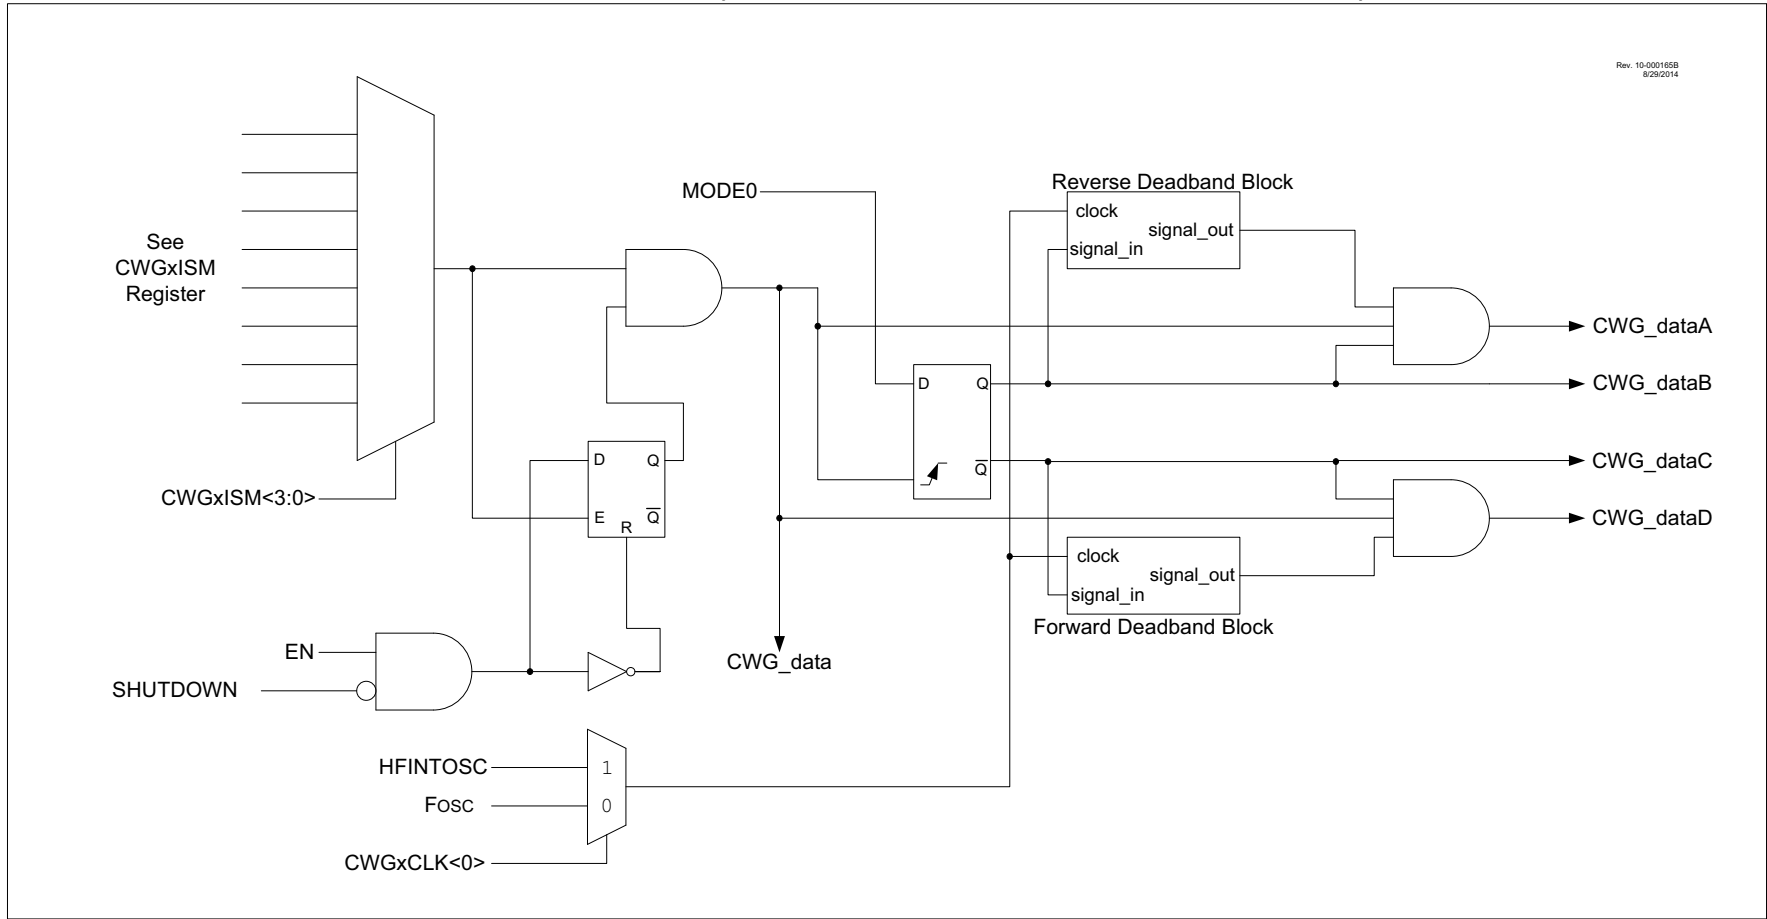 Rev. 10-000165B
8/29/2014
See
CWGxISM
Register
CWGxISM<3:0>
MODE0
Reverse Deadband Block
clock
signal_in
signal_out
CWG_dataA
D
Q
Q̅
CWG_dataB
CWG_dataC
CWG_dataD
D
Q
E
Q̅
R
clock
signal_in
signal_out
Forward Deadband Block
EN
SHUTDOWN
CWG_data
HFINTOSC
1
FOSC
0
CWGxCLK<0>